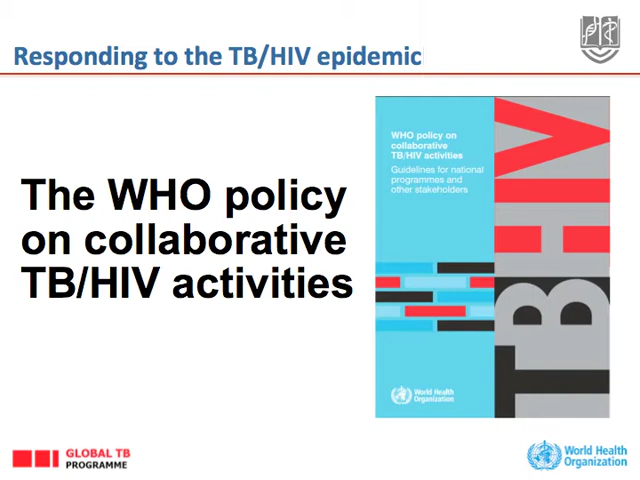 Responding to the TB/HIV epidemic
The WHO policy
on collaborative
TB/HIV activities
WHO policy on
collaborative
TB/HIV activities
Guidelines for national
programmes and
other stakeholders
TB HIV
World Health
Organization
GLOBAL TB
PROGRAMME
World Health
Organization